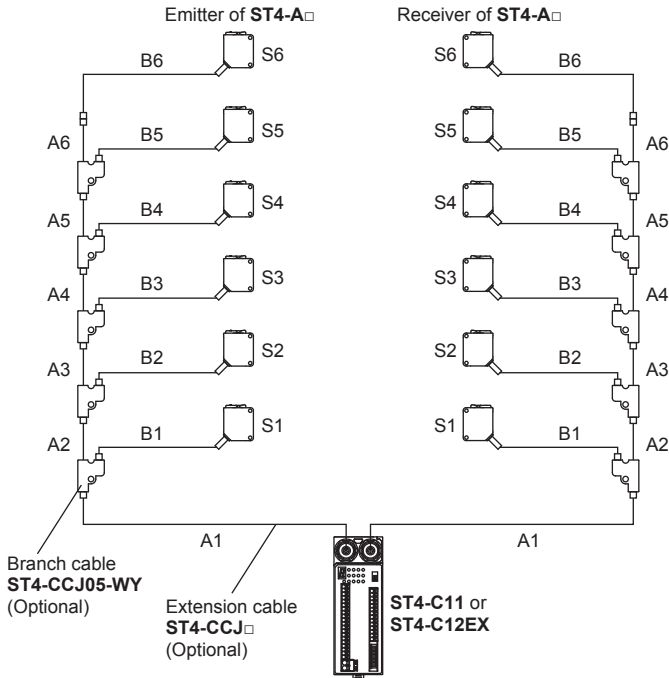 Emitter of ST4-A□ Receiver of ST4-A□
B6 S6 S6 B6
A6 B5 S5 S5 B5 A6
A5 B4 S4 S4 B4 A5
A4 B3 S3 S3 B3 A4
A3 B2 S2 S2 B2 A3
A2 B1 S1 S1 B1 A2
A1 A1
Branch cable
ST4-CCJ05-WY
(Optional)
Extension cable
ST4-CCJ□
(Optional)
ST4-C11 or
ST4-C12EX